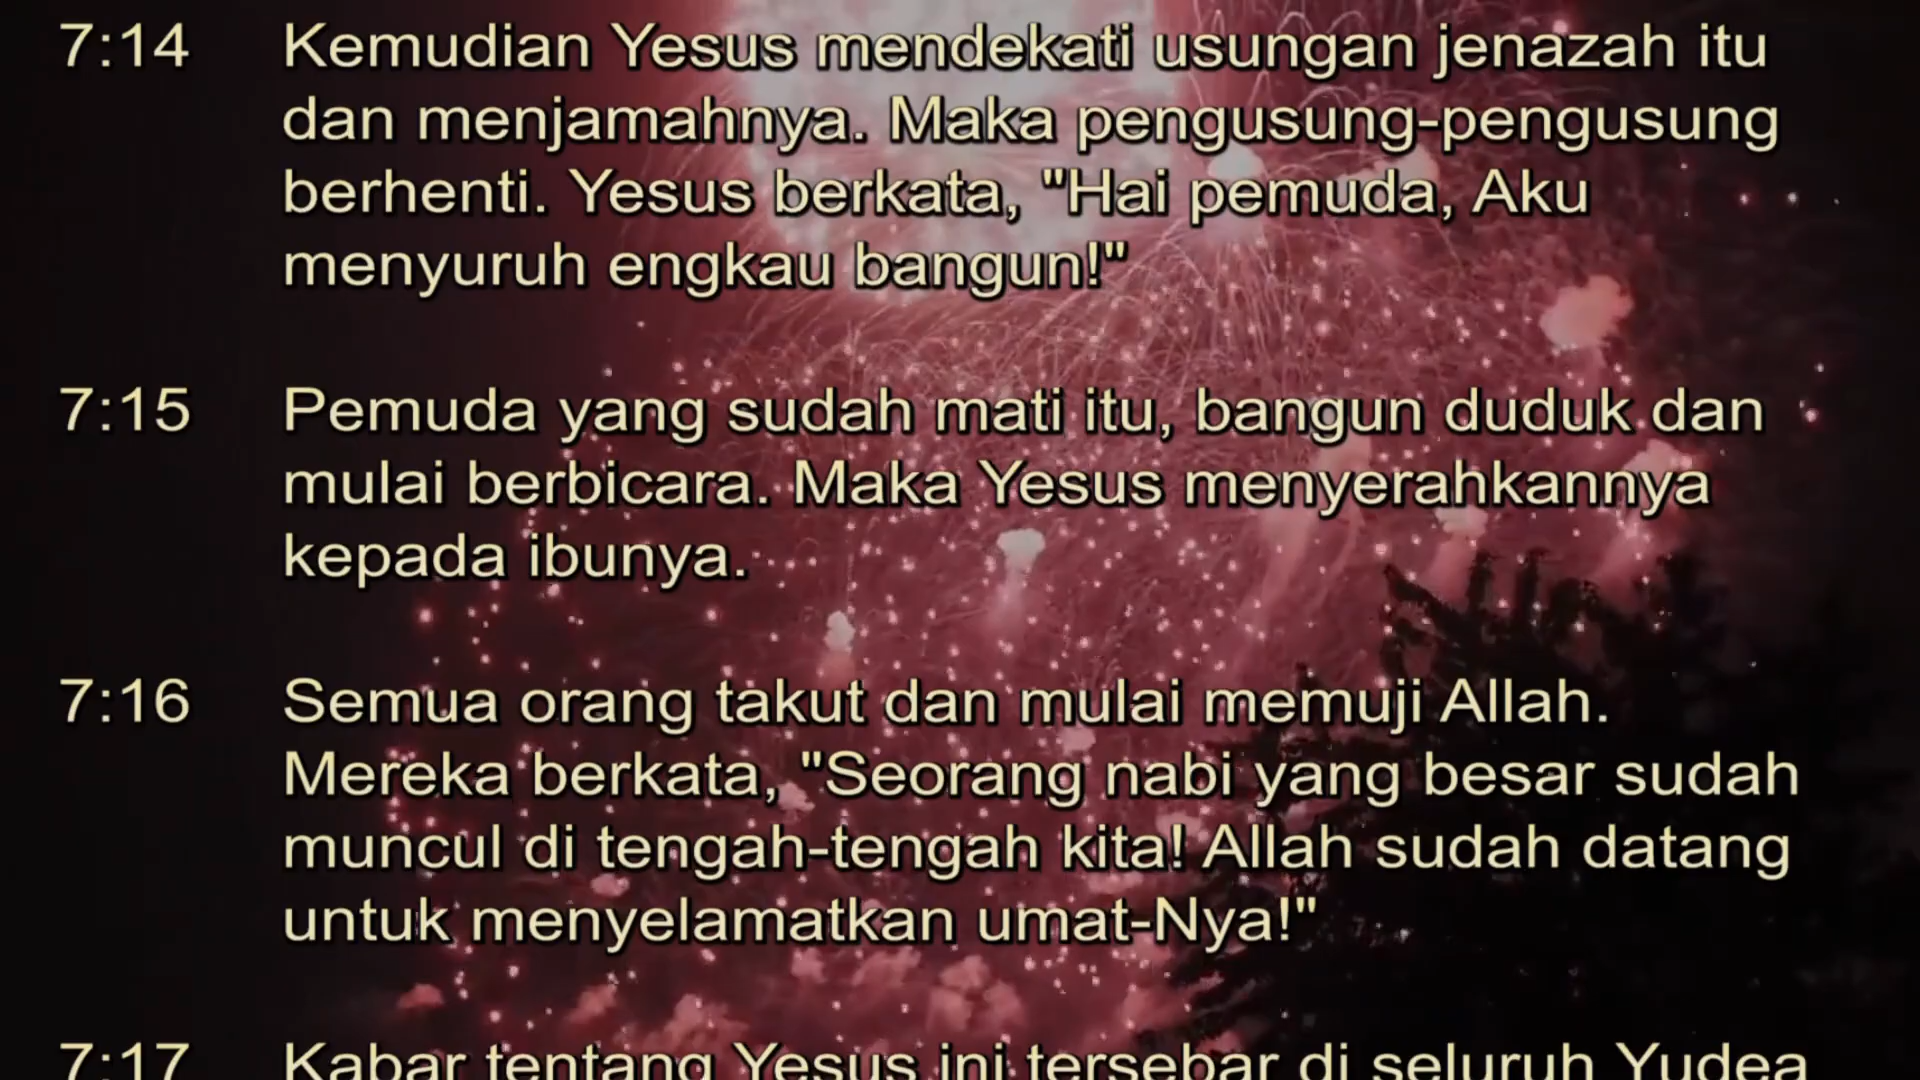 7:14 Kemudian Yesus mendekati usungan jenazah itu
dan menjamahnya. Maka pengusung-pengusung
berhenti. Yesus berkata, "Hai pemuda, Aku
menyuruh engkau bangun!"
7:15 Pemuda yang sudah mati itu, bangun duduk dan
mulai berbicara. Maka Yesus menyerahkannya
kepada ibunya.
7:16 Semua orang takut dan mulai memuji Allah.
Mereka berkata, "Seorang nabi yang besar sudah
muncul di tengah-tengah kita! Allah sudah datang
untuk menyelamatkan umat-Nya!"
7:17 Kabar tentang Yesus ini tersebar di seluruh Yudea